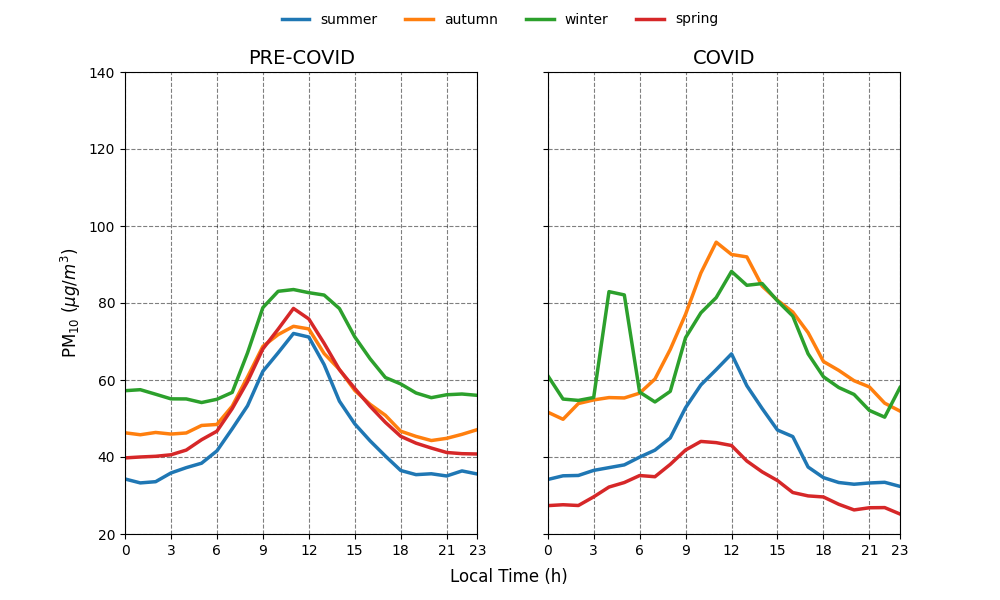 summer autumn winter spring
PRE-COVID COVID
140
120
100
80
60
40
20
PM₁₀ (μg/m³)
0 3 6 9 12 15 18 21 23 0 3 6 9 12 15 18 21 23
Local Time (h)